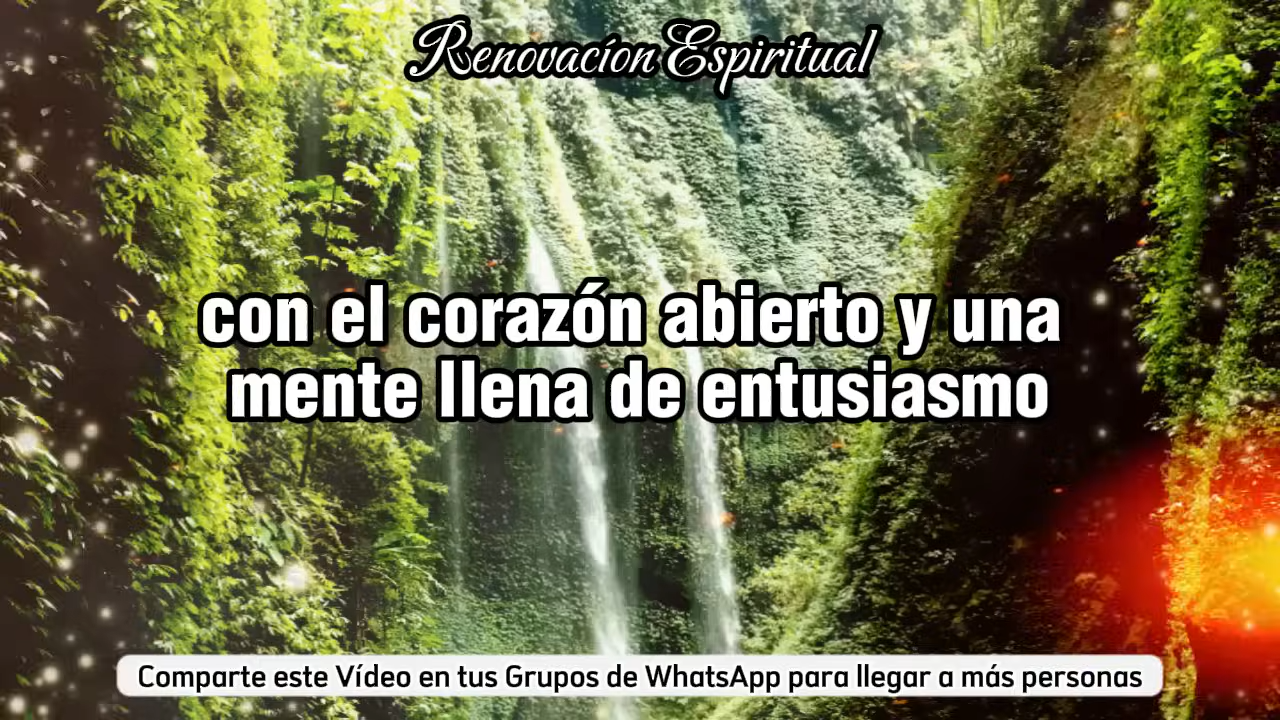 Renovacíon Espiritual
con el corazón abierto y una
mente llena de entusiasmo
Comparte este Vídeo en tus Grupos de WhatsApp para llegar a más personas